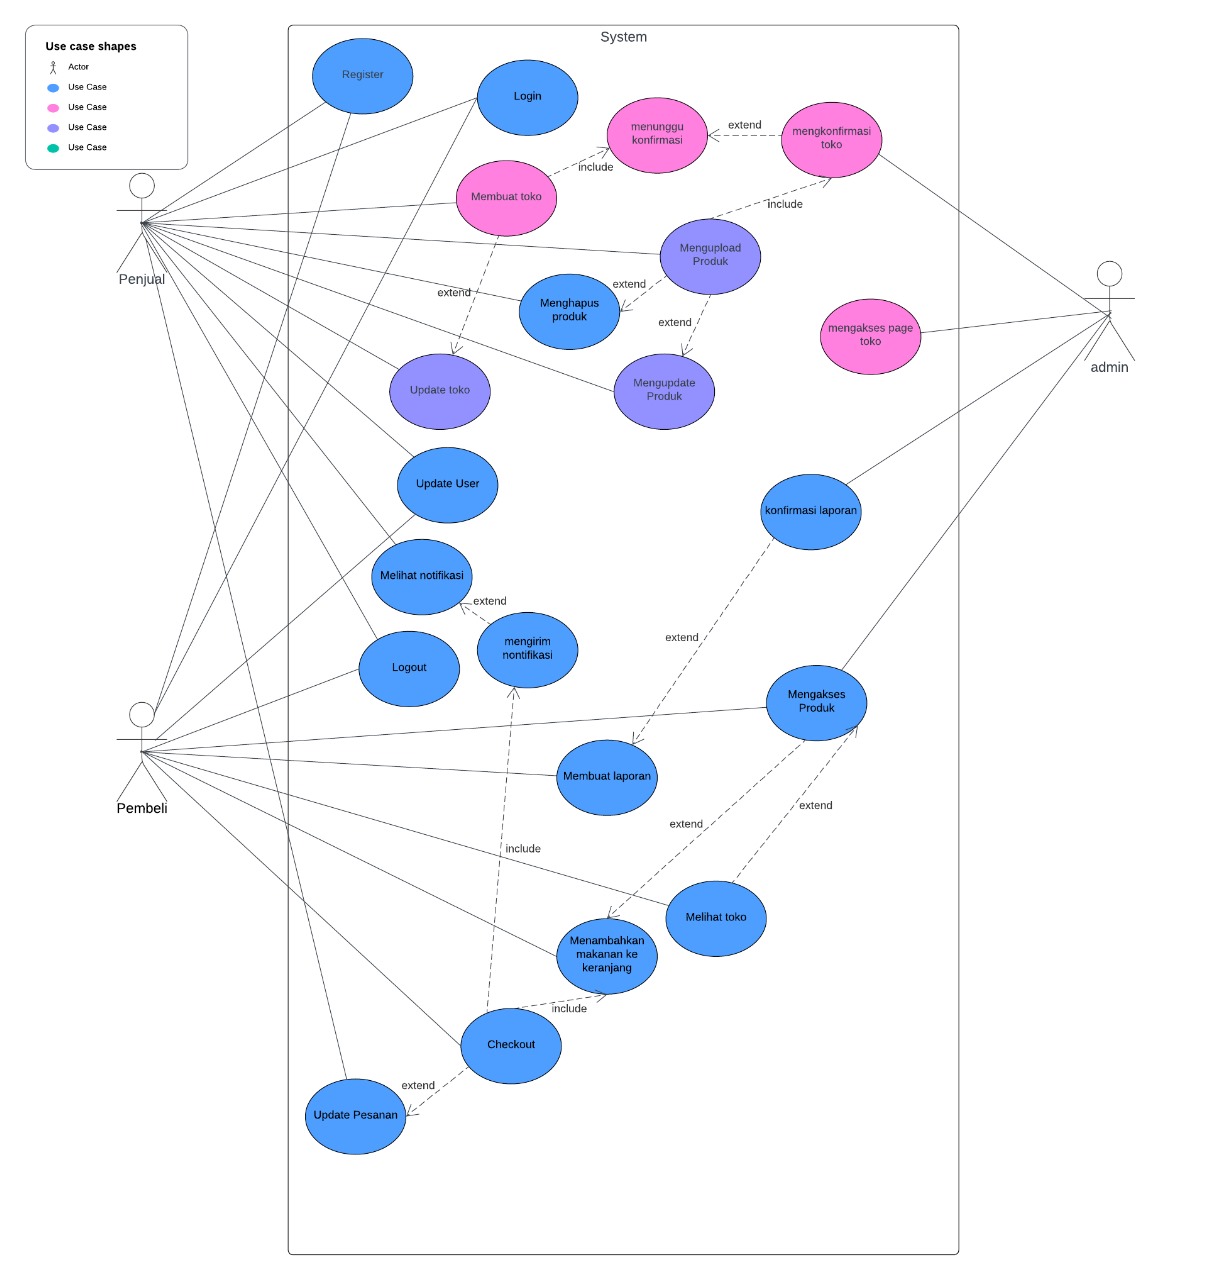 Use case shapes
Actor
Use Case
Use Case
Use Case
Use Case
System
Register
Login
menunggu
konfirmasi
extend
mengkonfirmasi
toko
include
Membuat toko
include
Penjual
Mengupload
Produk
extend
extend
Menghapus
produk
extend
mengakses page
toko
admin
Update toko
Mengupdate
Produk
Update User
konfirmasi laporan
Melihat notifikasi
extend
mengirim
nontifikasi
extend
Logout
Mengakses
Produk
Pembeli
Membuat laporan
extend
extend
include
Melihat toko
Menambahkan
makanan ke
keranjang
include
Checkout
extend
Update Pesanan